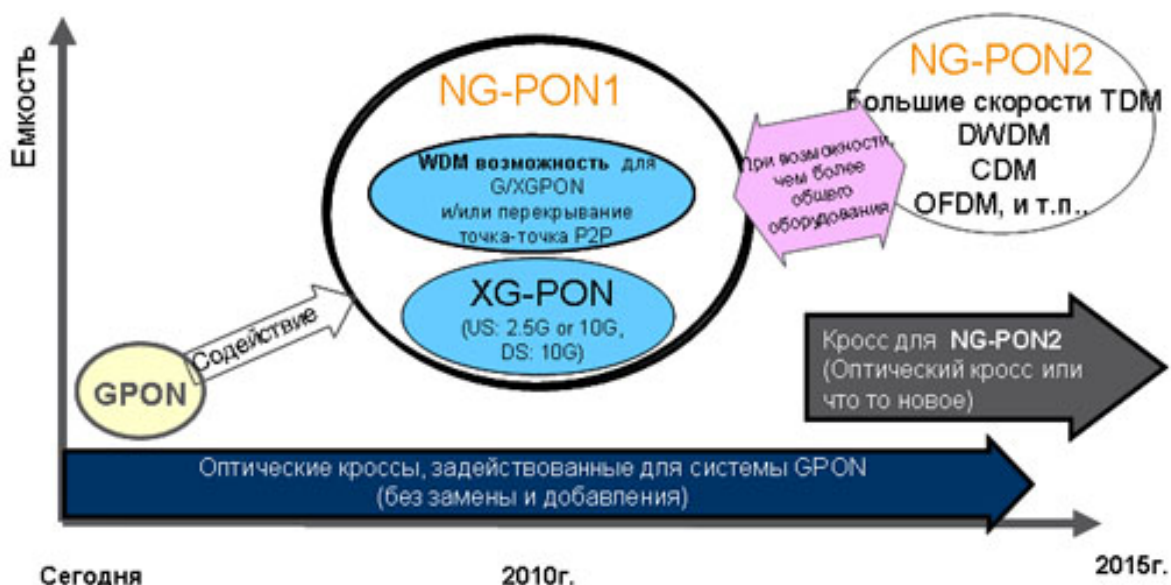 Емкость
NG-PON1
WDM возможность для
G/XGPON
и/или перекрывание
точка-точка P2P
XG-PON
(US: 2.5G or 10G,
DS: 10G)
NG-PON2
Большие скорости TDM
DWDM
CDM
OFDM, и т.п..
При возможности,
чем более
общего
оборудования
Содействие
GPON
Кросс для NG-PON2
(Оптический кросс или
что то новое)
Оптические кроссы, задействованные для системы GPON
(без замены и добавления)
Сегодня
2010г.
2015г.